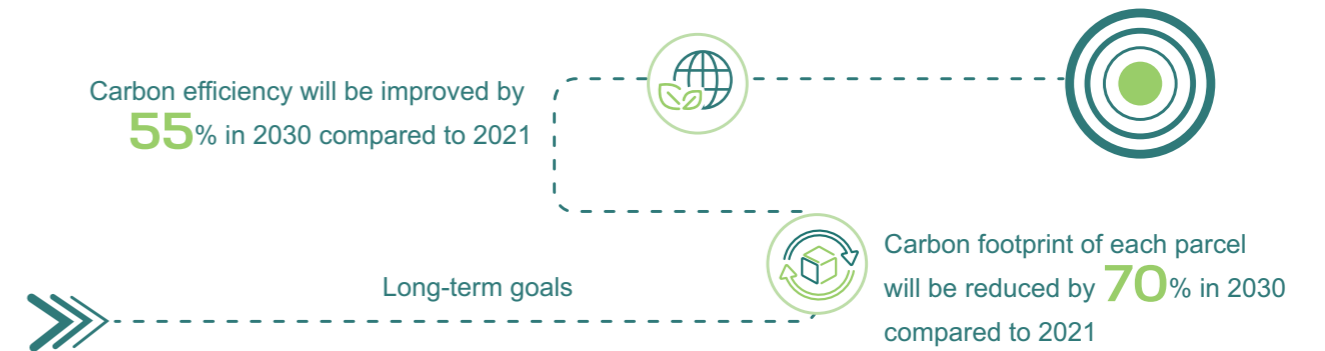 Carbon efficiency will be improved by
55% in 2030 compared to 2021
Long-term goals
Carbon footprint of each parcel
will be reduced by 70% in 2030
compared to 2021